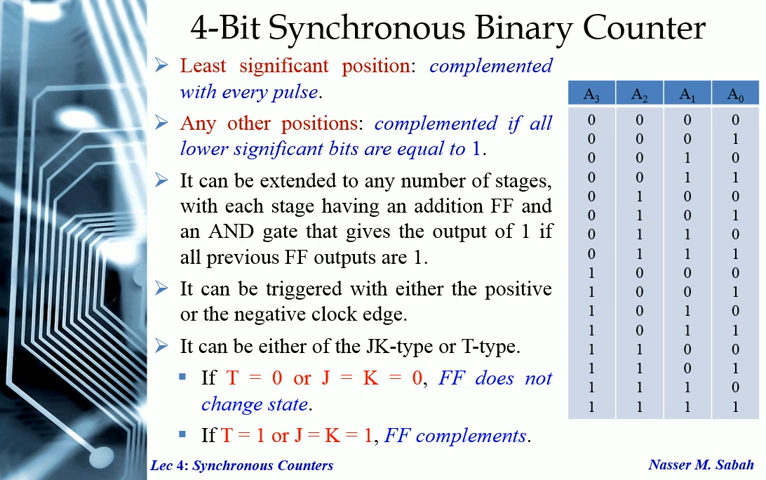 4-Bit Synchronous Binary Counter
➢ Least significant position: complemented
with every pulse.
➢ Any other positions: complemented if all
lower significant bits are equal to 1.
➢ It can be extended to any number of stages,
with each stage having an addition FF and
an AND gate that gives the output of 1 if
all previous FF outputs are 1.
➢ It can be triggered with either the positive
or the negative clock edge.
➢ It can be either of the JK-type or T-type.
▪ If T = 0 or J = K = 0, FF does not
change state.
▪ If T = 1 or J = K = 1, FF complements.
A3 A2 A1 A0
0 0 0 0
0 0 0 1
0 0 1 0
0 0 1 1
0 1 0 0
0 1 0 1
0 1 1 0
0 1 1 1
1 0 0 0
1 0 0 1
1 0 1 0
1 0 1 1
1 1 0 0
1 1 0 1
1 1 1 0
1 1 1 1
Lec 4: Synchronous Counters
Nasser M. Sabah